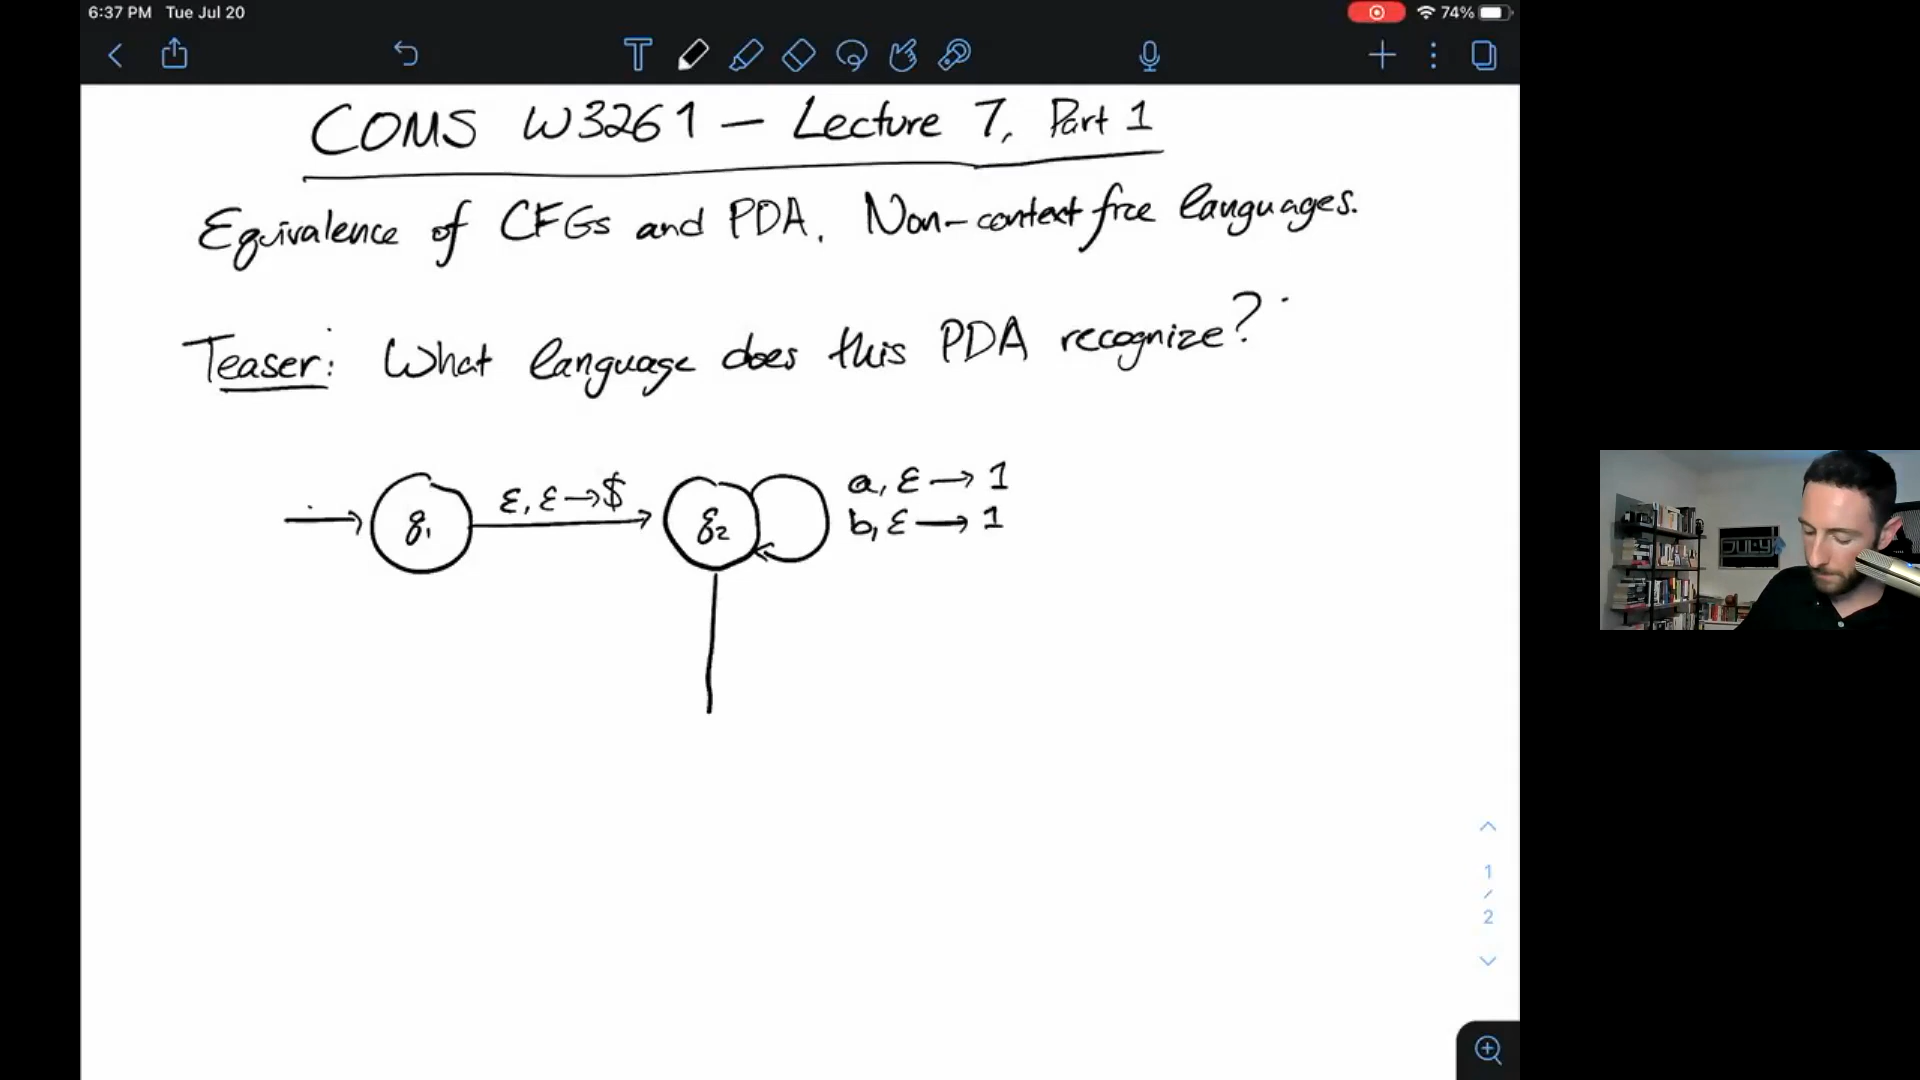 6:37 PM Tue Jul 20 74%
COMS W3261 – Lecture 7, Part 1
Equivalence of CFGs and PDA. Non-context free languages.
Teaser: What language does this PDA recognize?
q₁ ε, ε → $ q₂ a, ε → 1
b, ε → 1
JULY
1
/
2